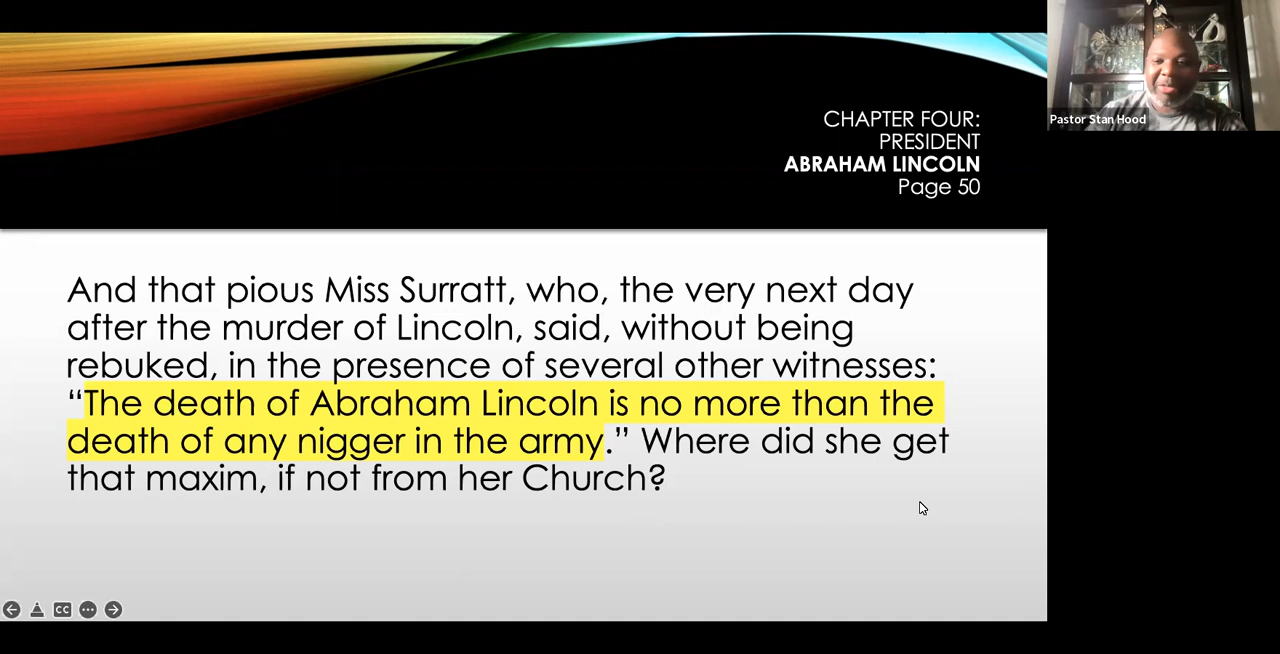 CHAPTER FOUR:
PRESIDENT
ABRAHAM LINCOLN
Page 50
Pastor Stan Hood
And that pious Miss Surratt, who, the very next day
after the murder of Lincoln, said, without being
rebuked, in the presence of several other witnesses:
“The death of Abraham Lincoln is no more than the
death of any nigger in the army.” Where did she get
that maxim, if not from her Church?
CC